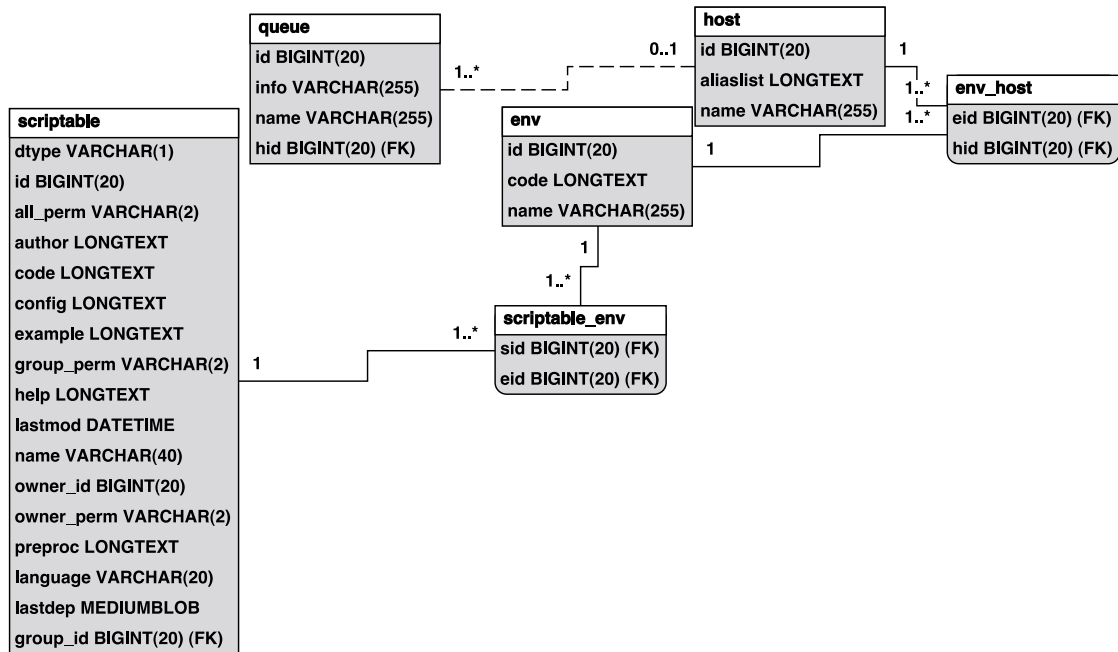 queue
id BIGINT(20)
info VARCHAR(255)
name VARCHAR(255)
hid BIGINT(20) (FK)
1..*
0..1
host
id BIGINT(20)
aliaslist LONGTEXT
name VARCHAR(255)
1
1..*
env_host
eid BIGINT(20) (FK)
hid BIGINT(20) (FK)
1..*
1
env
id BIGINT(20)
code LONGTEXT
name VARCHAR(255)
1
1..*
scriptable_env
sid BIGINT(20) (FK)
eid BIGINT(20) (FK)
1..*
1
scriptable
dtype VARCHAR(1)
id BIGINT(20)
all_perm VARCHAR(2)
author LONGTEXT
code LONGTEXT
config LONGTEXT
example LONGTEXT
group_perm VARCHAR(2)
help LONGTEXT
lastmod DATETIME
name VARCHAR(40)
owner_id BIGINT(20)
owner_perm VARCHAR(2)
preproc LONGTEXT
language VARCHAR(20)
lastdep MEDIUMBLOB
group_id BIGINT(20) (FK)